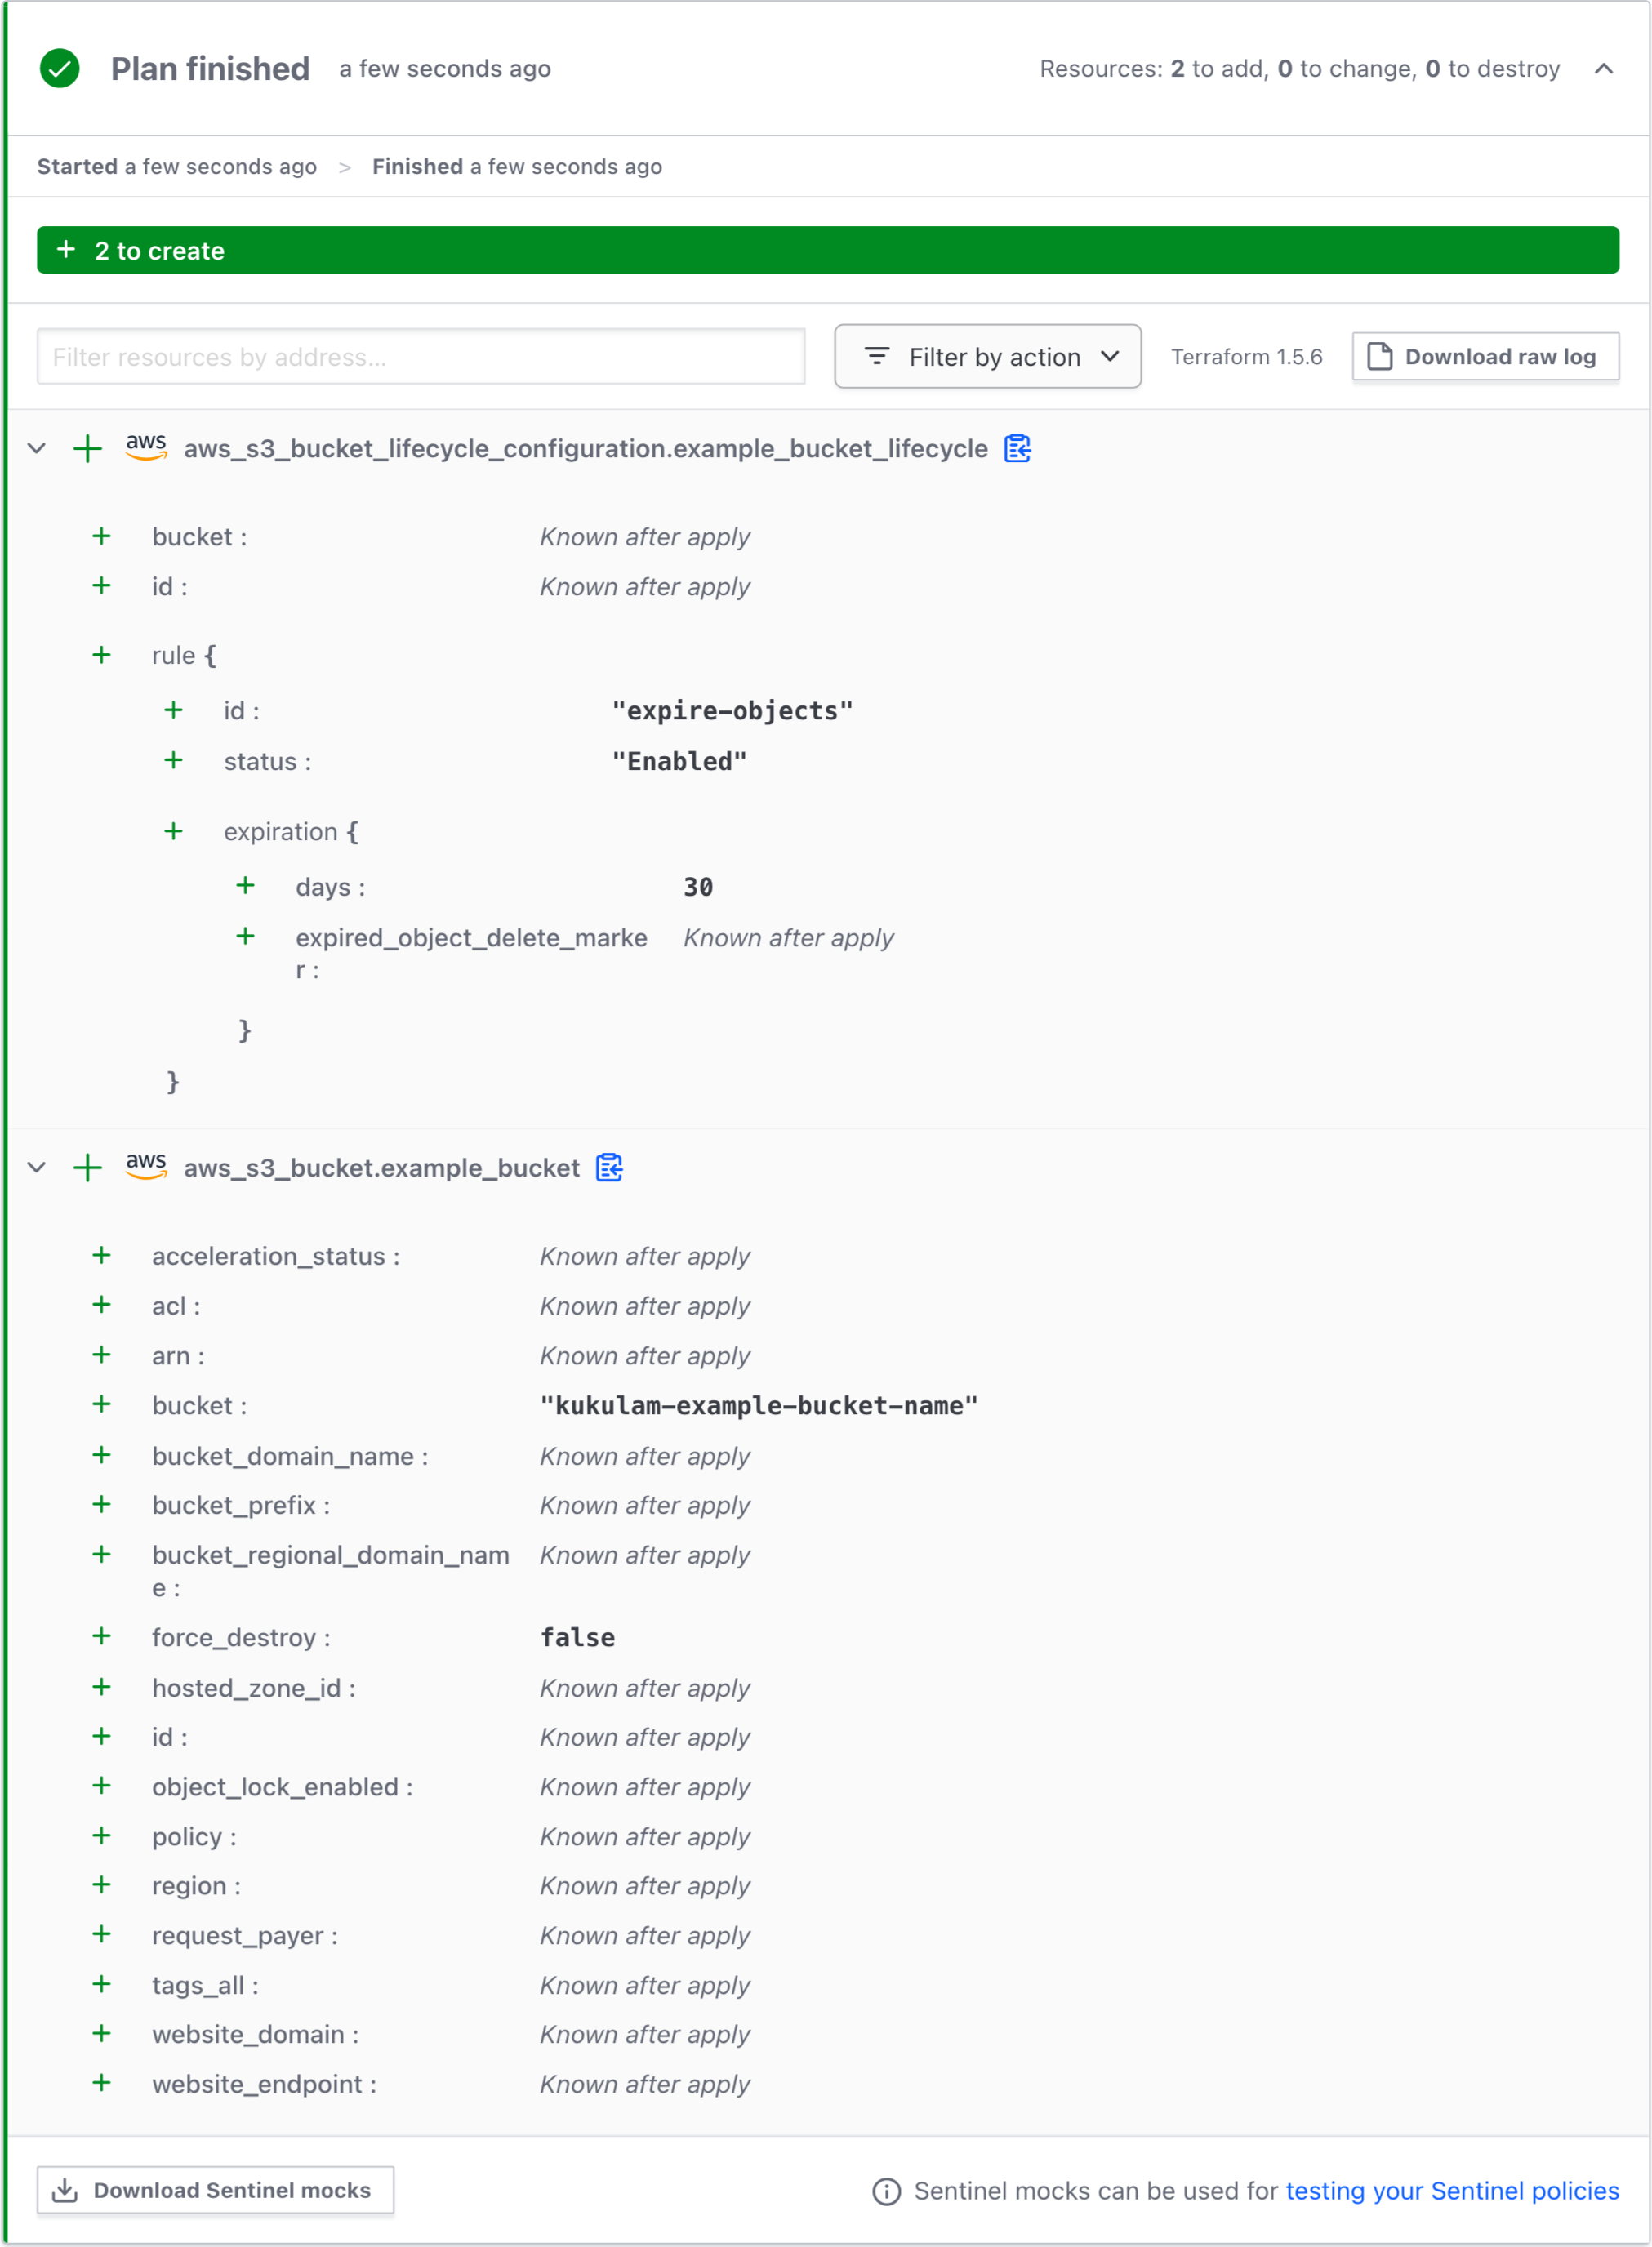 Plan finished a few seconds ago Resources: 2 to add, 0 to change, 0 to destroy
Started a few seconds ago > Finished a few seconds ago
+ 2 to create
Filter resources by address... Filter by action Terraform 1.5.6 Download raw log
+ aws aws_s3_bucket_lifecycle_configuration.example_bucket_lifecycle
+ bucket : Known after apply
+ id : Known after apply
+ rule {
+ id : "expire-objects"
+ status : "Enabled"
+ expiration {
+ days : 30
+ expired_object_delete_marke Known after apply
r :
}
}
+ aws aws_s3_bucket.example_bucket
+ acceleration_status : Known after apply
+ acl : Known after apply
+ arn : Known after apply
+ bucket : "kukulam-example-bucket-name"
+ bucket_domain_name : Known after apply
+ bucket_prefix : Known after apply
+ bucket_regional_domain_nam Known after apply
e :
+ force_destroy : false
+ hosted_zone_id : Known after apply
+ id : Known after apply
+ object_lock_enabled : Known after apply
+ policy : Known after apply
+ region : Known after apply
+ request_payer : Known after apply
+ tags_all : Known after apply
+ website_domain : Known after apply
+ website_endpoint : Known after apply
Download Sentinel mocks Sentinel mocks can be used for testing your Sentinel policies